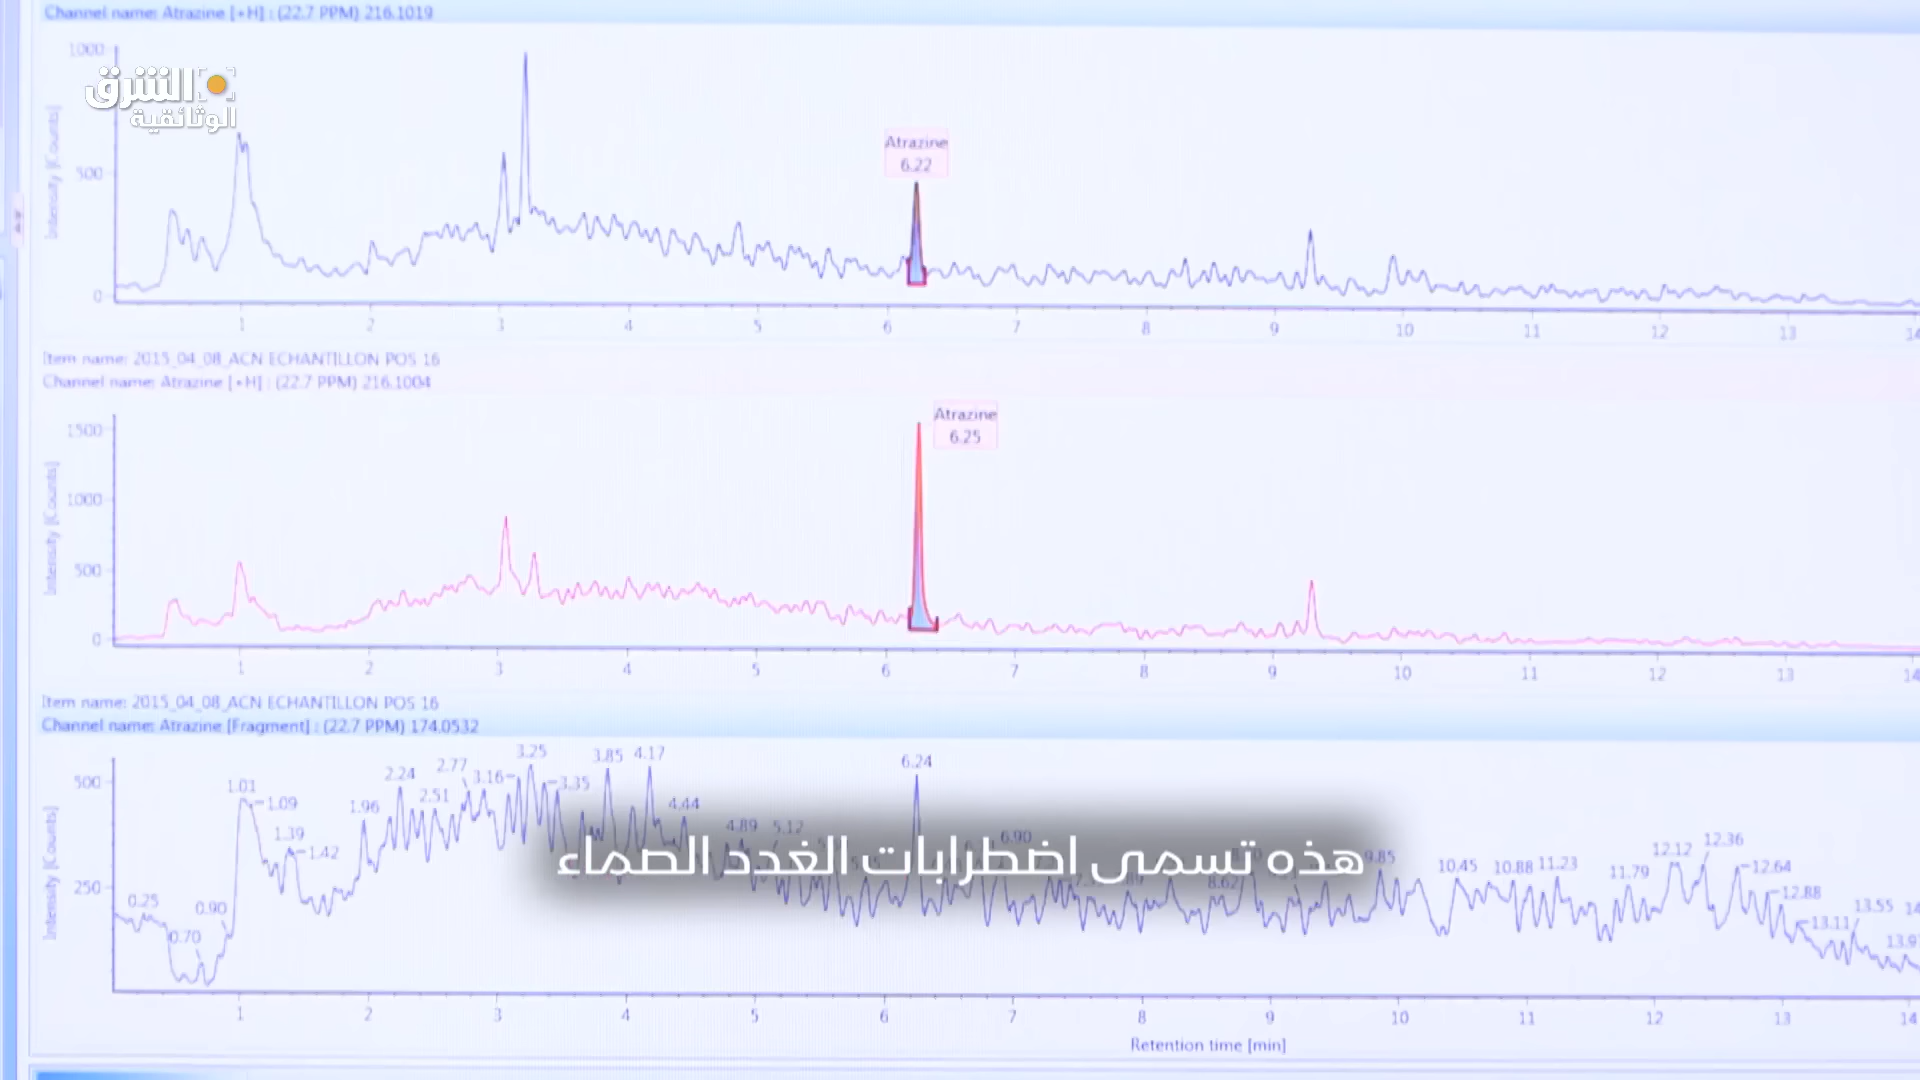 Channel name: Atrazine [+H] : (22.7 PPM) 216.1019
الشرق
الوثائقية
Intensity [Counts]
1000
500
0
Atrazine
6.22
1 2 3 4 5 6 7 8 9 10 11 12 13 14
Item name: 2015_04_08_ACN ECHANTILLON POS 16
Channel name: Atrazine [+H] : (22.7 PPM) 216.1004
Intensity [Counts]
1500
1000
500
0
Atrazine
6.25
1 2 3 4 5 6 7 8 9 10 11 12 13 14
Item name: 2015_04_08_ACN ECHANTILLON POS 16
Channel name: Atrazine [Fragment] : (22.7 PPM) 174.0532
Intensity [Counts]
500
250
0.25 0.70 0.90 1.01 1.09 1.39 1.42 1.96 2.24 2.51 2.77 3.16 3.25 3.35 3.85 4.17 4.44 4.89 5.12 6.24 6.90 8.62 9.85 10.45 10.88 11.23 11.79 12.12 12.36 12.64 12.88 13.11 13.55
هذه تسمى اضطرابات الغدد الصماء
1 2 3 4 5 6 7 8 9 10 11 12 13 14
Retention time [min]